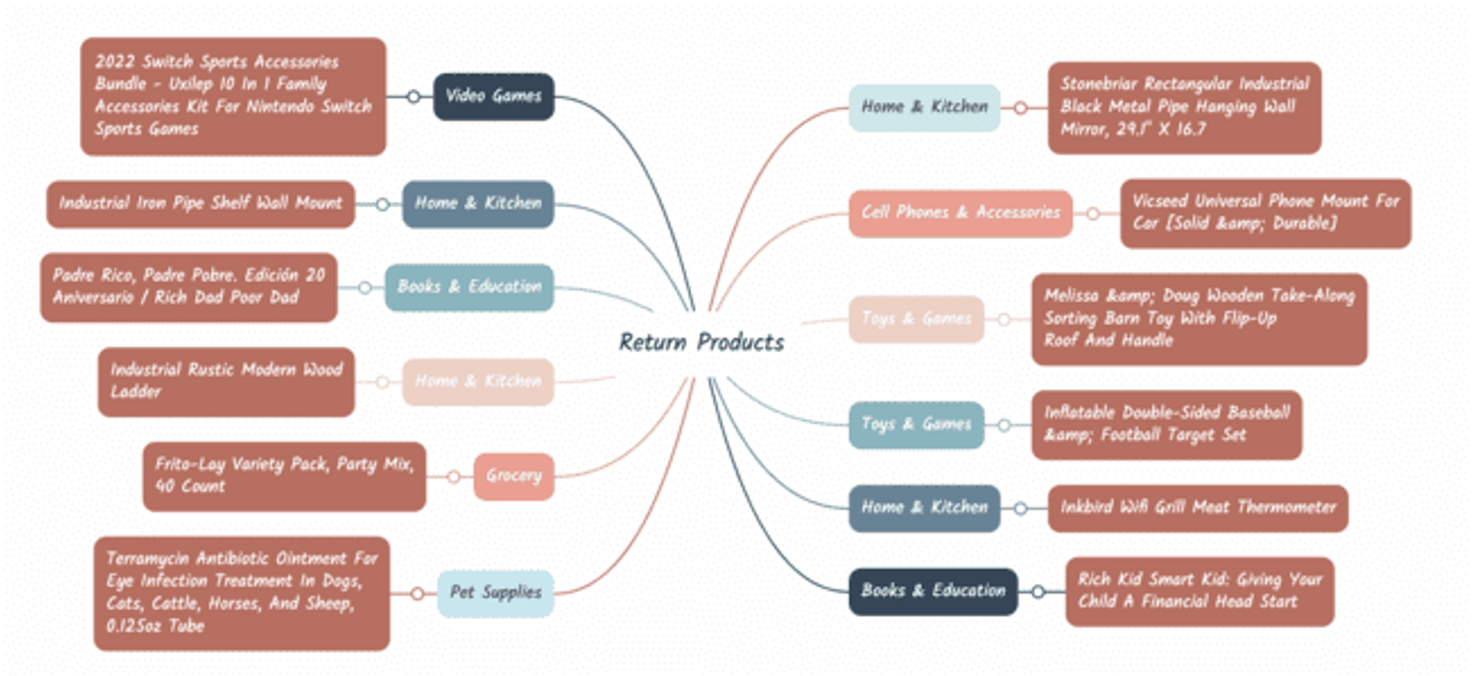 2022 Switch Sports Accessories
Bundle - Uxilep 10 In 1 Family
Accessories Kit For Nintendo Switch
Sports Games
Video Games
Industrial Iron Pipe Shelf Wall Mount
Home & Kitchen
Padre Rico, Padre Pobre. Edición 20
Aniversario / Rich Dad Poor Dad
Books & Education
Industrial Rustic Modern Wood
Ladder
Home & Kitchen
Frito-Lay Variety Pack, Party Mix,
40 Count
Grocery
Terramycin Antibiotic Ointment For
Eye Infection Treatment In Dogs,
Cats, Cattle, Horses, And Sheep,
0.125oz Tube
Pet Supplies
Return Products
Home & Kitchen
Stonebriar Rectangular Industrial
Black Metal Pipe Hanging Wall
Mirror, 29.1" X 16.7
Cell Phones & Accessories
Vicseed Universal Phone Mount For
Car [Solid &amp; Durable]
Toys & Games
Melissa &amp; Doug Wooden Take-Along
Sorting Barn Toy With Flip-Up
Roof And Handle
Toys & Games
Inflatable Double-Sided Baseball
&amp; Football Target Set
Home & Kitchen
Inkbird Wifi Grill Meat Thermometer
Books & Education
Rich Kid Smart Kid: Giving Your
Child A Financial Head Start